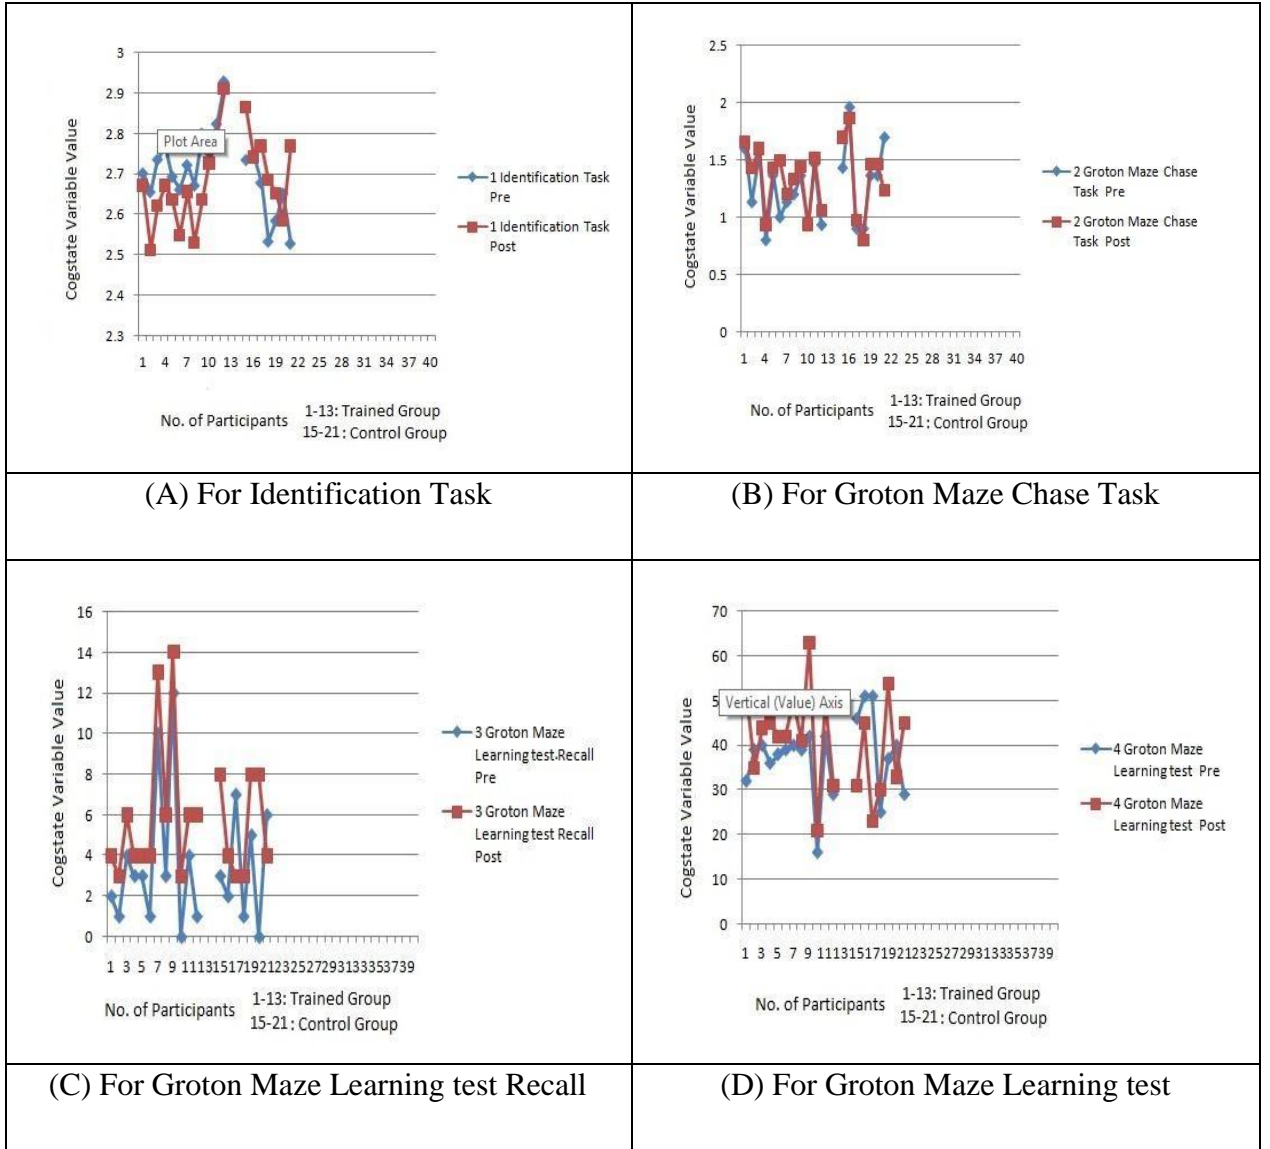 3
2.9
2.8
2.7
2.6
2.5
2.4
2.3
Cogstate Variable Value
Plot Area
1 4 7 10 13 16 19 22 25 28 31 34 37 40
No. of Participants
1-13: Trained Group
15-21: Control Group
1 Identification Task
Pre
1 Identification Task
Post
2.5
2
1.5
1
0.5
0
Cogstate Variable Value
1 4 7 10 13 16 19 22 25 28 31 34 37 40
No. of Participants
1-13: Trained Group
15-21: Control Group
2 Groton Maze Chase
Task Pre
2 Groton Maze Chase
Task Post
(A) For Identification Task
(B) For Groton Maze Chase Task
16
14
12
10
8
6
4
2
0
Cogstate Variable Value
1 3 5 7 9 11131517192123252729313335373​9
No. of Participants
1-13: Trained Group
15-21: Control Group
3 Groton Maze
Learning test.Recall
Pre
3 Groton Maze
Learning test Recall
Post
70
60
5
40
30
20
10
0
Cogstate Variable Value
Vertical (Value) Axis
1 3 5 7 9 111315171921232527293133353739
No. of Participants
1-13: Trained Group
15-21: Control Group
4 Groton Maze
Learning test Pre
4 Groton Maze
Learning test Post
(C) For Groton Maze Learning test Recall
(D) For Groton Maze Learning test